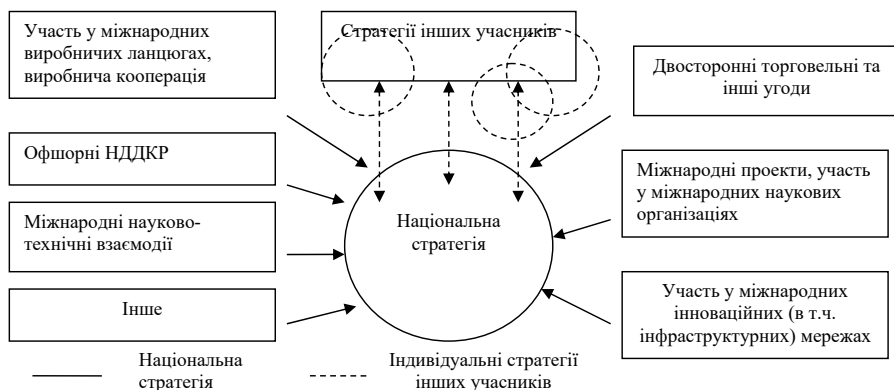 Участь у міжнародних
виробничих ланцюгах,
виробнича кооперація
Стратегії інших учасників
Двосторонні торговельні та
інші угоди
Офшорні НДДКР
Міжнародні проекти, участь
у міжнародних наукових
організаціях
Міжнародні науково-
технічні взаємодії
Національна
стратегія
Інше
Участь у міжнародних
інноваційних (в т.ч.
інфраструктурних) мережах
Національна
стратегія
Індивідуальні стратегії
інших учасників